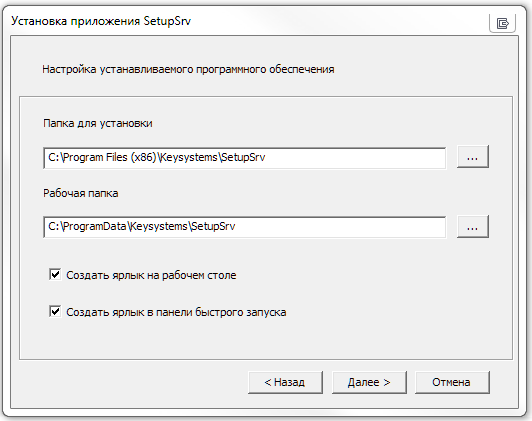 Установка приложения SetupSrv
Настройка устанавливаемого программного обеспечения
Папка для установки
C:\Program Files (x86)\Keysystems\SetupSrv
...
Рабочая папка
C:\ProgramData\Keysystems\SetupSrv
...
Создать ярлык на рабочем столе
Создать ярлык в панели быстрого запуска
< Назад
Далее >
Отмена